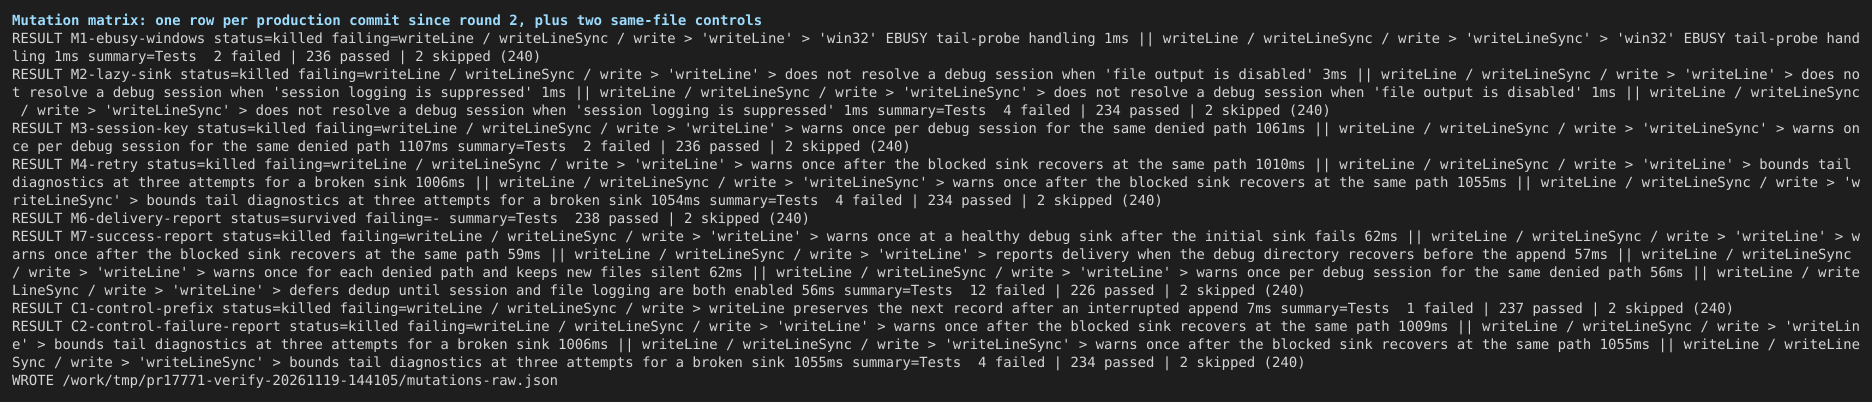 Mutation matrix: one row per production commit since round 2, plus two same-file controls
RESULT M1-ebusy-windows status=killed failing=writeLine / writeLineSync / write > 'writeLine' > 'win32' EBUSY tail-probe handling 1ms || writeLine / writeLineSync / write > 'writeLineSync' > 'win32' EBUSY tail-probe hand
ling 1ms summary=Tests  2 failed | 236 passed | 2 skipped (240)
RESULT M2-lazy-sink status=killed failing=writeLine / writeLineSync / write > 'writeLine' > does not resolve a debug session when 'file output is disabled' 3ms || writeLine / writeLineSync / write > 'writeLine' > does no
t resolve a debug session when 'session logging is suppressed' 1ms || writeLine / writeLineSync / write > 'writeLineSync' > does not resolve a debug session when 'file output is disabled' 1ms || writeLine / writeLineSync
 / write > 'writeLineSync' > does not resolve a debug session when 'session logging is suppressed' 1ms summary=Tests  4 failed | 234 passed | 2 skipped (240)
RESULT M3-session-key status=killed failing=writeLine / writeLineSync / write > 'writeLine' > warns once per debug session for the same denied path 1061ms || writeLine / writeLineSync / write > 'writeLineSync' > warns on
ce per debug session for the same denied path 1107ms summary=Tests  2 failed | 236 passed | 2 skipped (240)
RESULT M4-retry status=killed failing=writeLine / writeLineSync / write > 'writeLine' > warns once after the blocked sink recovers at the same path 1010ms || writeLine / writeLineSync / write > 'writeLine' > bounds tail
diagnostics at three attempts for a broken sink 1006ms || writeLine / writeLineSync / write > 'writeLineSync' > warns once after the blocked sink recovers at the same path 1055ms || writeLine / writeLineSync / write > 'w
riteLineSync' > bounds tail diagnostics at three attempts for a broken sink 1054ms summary=Tests  4 failed | 234 passed | 2 skipped (240)
RESULT M6-delivery-report status=survived failing=- summary=Tests  238 passed | 2 skipped (240)
RESULT M7-success-report status=killed failing=writeLine / writeLineSync / write > 'writeLine' > warns once at a healthy debug sink after the initial sink fails 62ms || writeLine / writeLineSync / write > 'writeLine' > w
arns once after the blocked sink recovers at the same path 59ms || writeLine / writeLineSync / write > 'writeLine' > reports delivery when the debug directory recovers before the append 57ms || writeLine / writeLineSync
/ write > 'writeLine' > warns once for each denied path and keeps new files silent 62ms || writeLine / writeLineSync / write > 'writeLine' > warns once per debug session for the same denied path 56ms || writeLine / write
LineSync / write > 'writeLine' > defers dedup until session and file logging are both enabled 56ms summary=Tests  12 failed | 226 passed | 2 skipped (240)
RESULT C1-control-prefix status=killed failing=writeLine / writeLineSync / write > writeLine preserves the next record after an interrupted append 7ms summary=Tests  1 failed | 237 passed | 2 skipped (240)
RESULT C2-control-failure-report status=killed failing=writeLine / writeLineSync / write > 'writeLine' > warns once after the blocked sink recovers at the same path 1009ms || writeLine / writeLineSync / write > 'writeLin
e' > bounds tail diagnostics at three attempts for a broken sink 1006ms || writeLine / writeLineSync / write > 'writeLineSync' > warns once after the blocked sink recovers at the same path 1055ms || writeLine / writeLine
Sync / write > 'writeLineSync' > bounds tail diagnostics at three attempts for a broken sink 1055ms summary=Tests  4 failed | 234 passed | 2 skipped (240)
WROTE /work/tmp/pr17771-verify-20261119-144105/mutations-raw.json